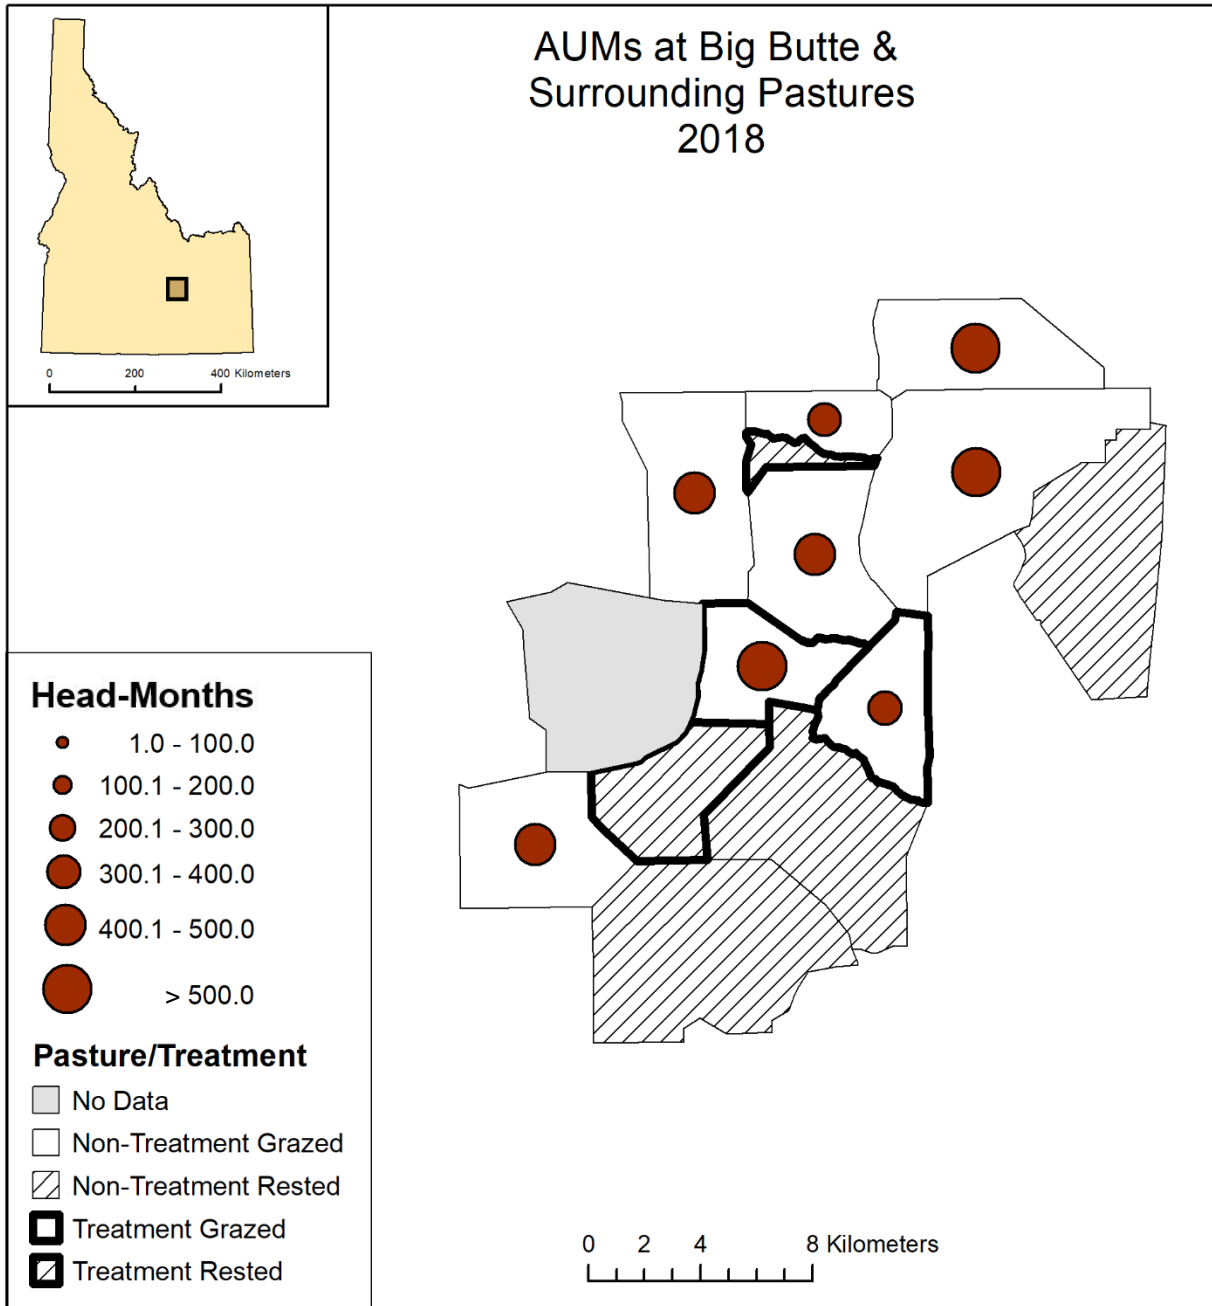 AUMs at Big Butte &
Surrounding Pastures
2018
0 200 400 Kilometers
Head-Months
1.0 - 100.0
100.1 - 200.0
200.1 - 300.0
300.1 - 400.0
400.1 - 500.0
> 500.0
Pasture/Treatment
No Data
Non-Treatment Grazed
Non-Treatment Rested
Treatment Grazed
Treatment Rested
0 2 4 8 Kilometers